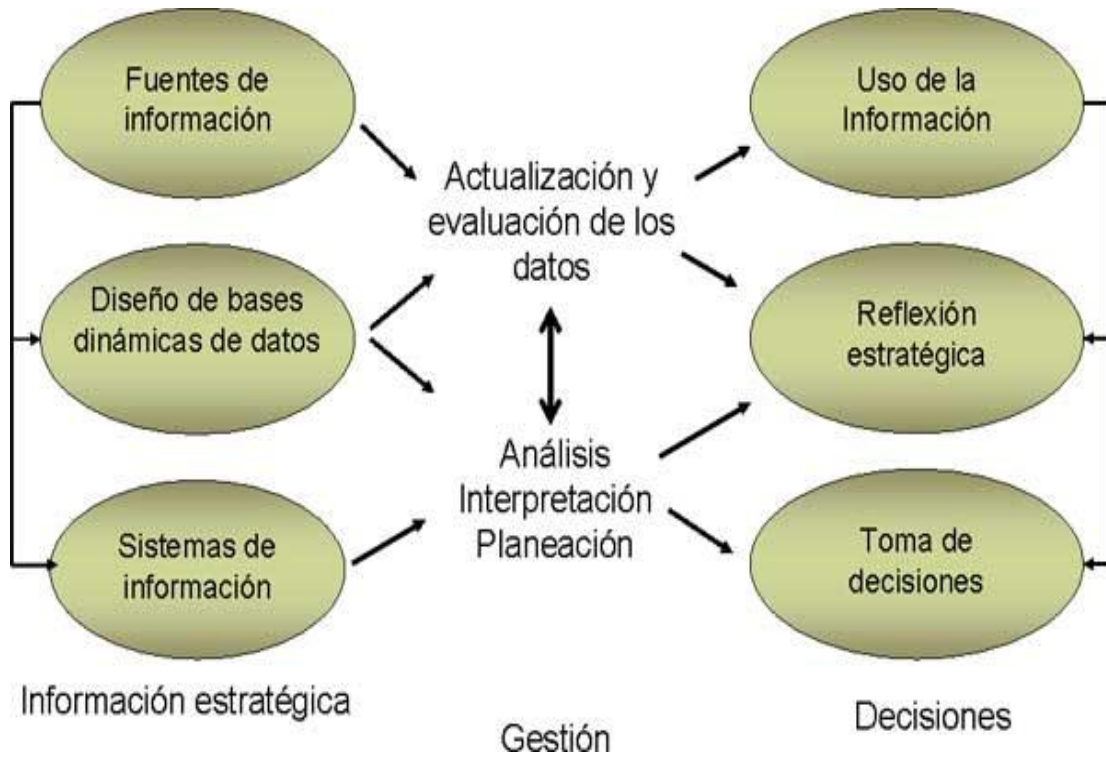 Fuentes de
información
Diseño de bases
dinámicas de datos
Sistemas de
información
Información estratégica
Actualización y
evaluación de los
datos
Análisis
Interpretación
Planeación
Gestión
Uso de la
Información
Reflexión
estratégica
Toma de
decisiones
Decisiones